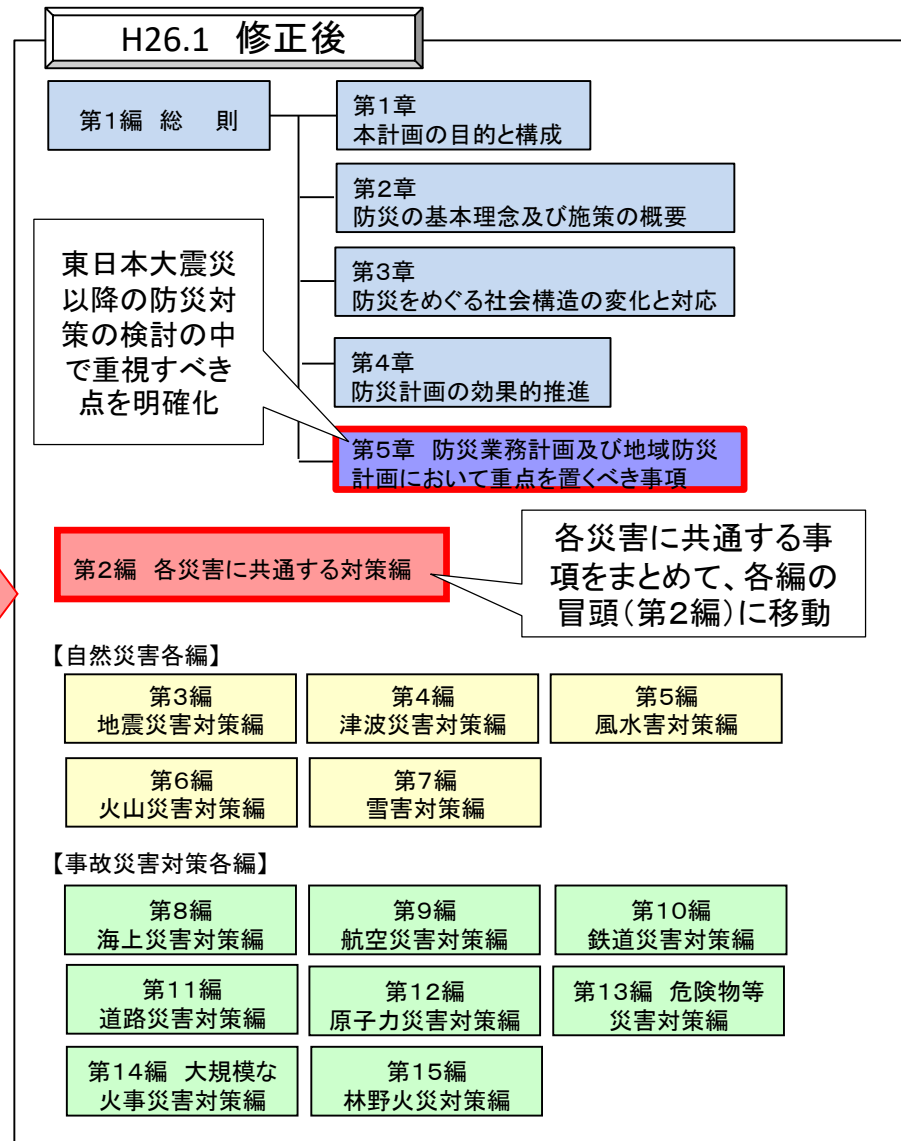 H26.1 修正後
第1編 総 則
第1章
本計画の目的と構成
第2章
防災の基本理念及び施策の概要
第3章
防災をめぐる社会構造の変化と対応
第4章
防災計画の効果的推進
第5章 防災業務計画及び地域防災
計画において重点を置くべき事項
東日本大震災
以降の防災対
策の検討の中
で重視すべき
点を明確化
第2編 各災害に共通する対策編
各災害に共通する事
項をまとめて、各編の
冒頭(第2編)に移動
【自然災害各編】
第3編
地震災害対策編
第4編
津波災害対策編
第5編
風水害対策編
第6編
火山災害対策編
第7編
雪害対策編
【事故災害対策各編】
第8編
海上災害対策編
第9編
航空災害対策編
第10編
鉄道災害対策編
第11編
道路災害対策編
第12編
原子力災害対策編
第13編 危険物等
災害対策編
第14編 大規模な
火事災害対策編
第15編
林野火災対策編